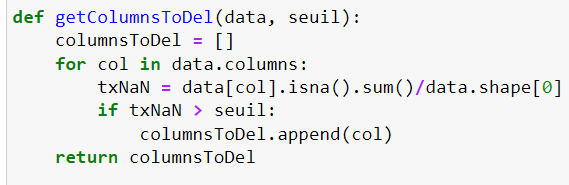 def getColumnsToDel(data, seuil):
    columnsToDel = []
    for col in data.columns:
        txNaN = data[col].isna().sum()/data.shape[0]
        if txNaN > seuil:
            columnsToDel.append(col)
    return columnsToDel